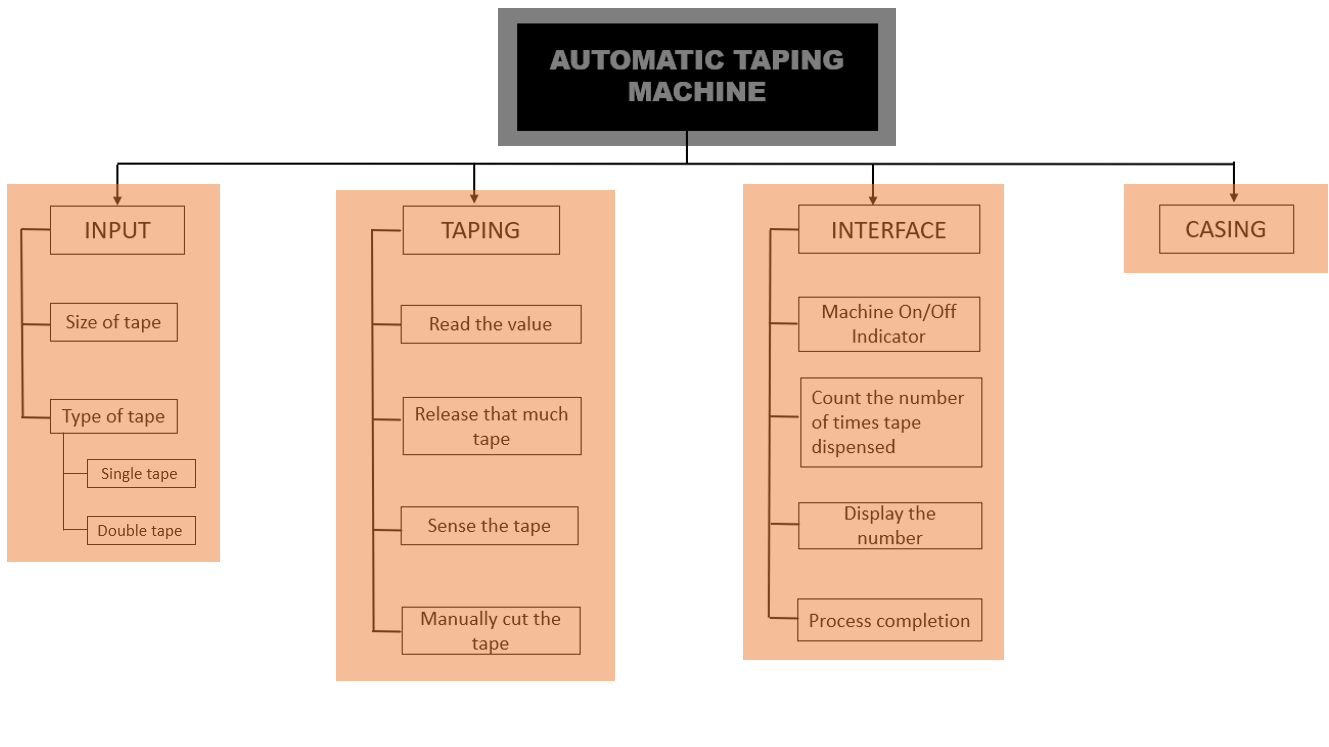 AUTOMATIC TAPING
MACHINE
INPUT
Size of tape
Type of tape
Single tape
Double tape
TAPING
Read the value
Release that much
tape
Sense the tape
Manually cut the
tape
INTERFACE
Machine On/Off
Indicator
Count the number
of times tape
dispensed
Display the
number
Process completion
CASING